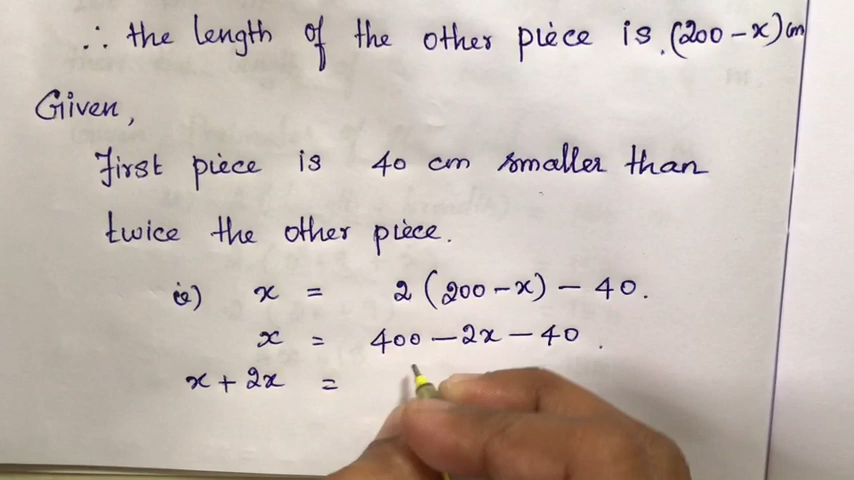 ∴ the length of the other piece is (200 - x) cm
Given,
First piece is 40 cm smaller than
twice the other piece.
ie) x = 2 (200 - x) - 40.
x = 400 - 2x - 40.
x + 2x =